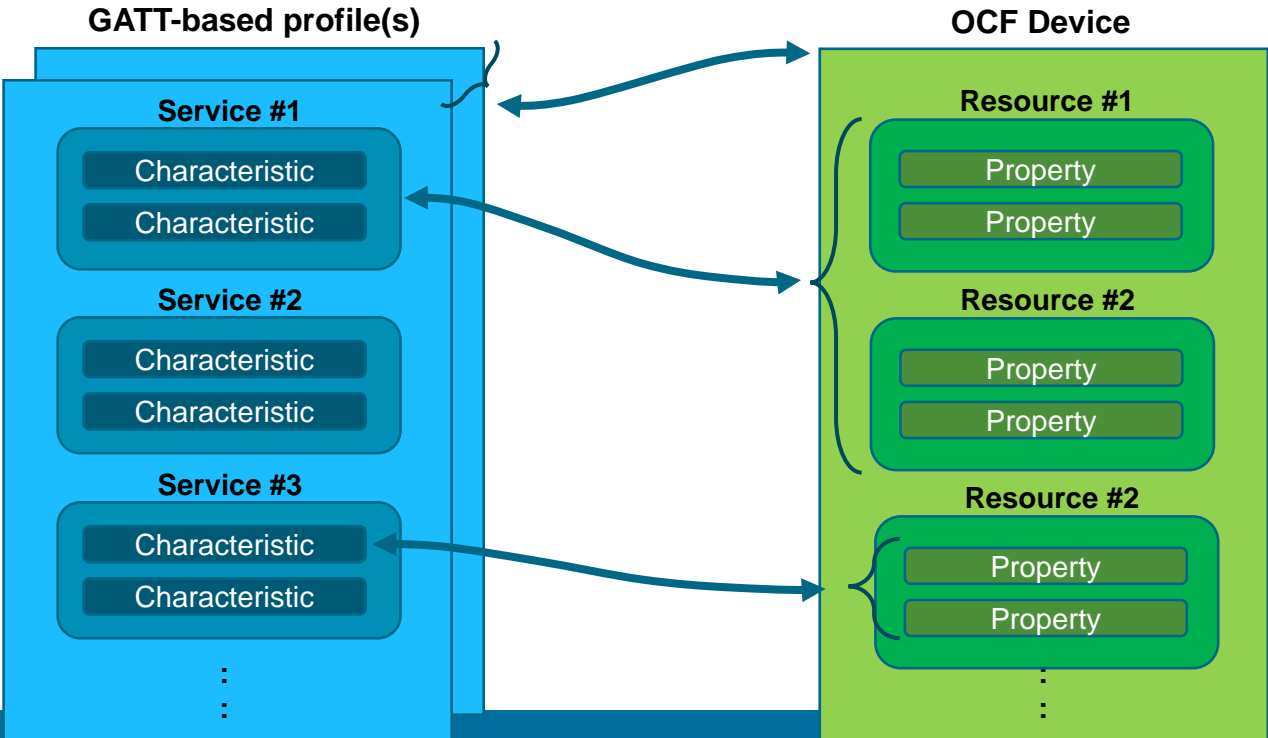 GATT-based profile(s)
Service #1
Characteristic
Characteristic
Service #2
Characteristic
Characteristic
Service #3
Characteristic
Characteristic
:
:
OCF Device
Resource #1
Property
Property
Resource #2
Property
Property
Resource #2
Property
Property
:
: